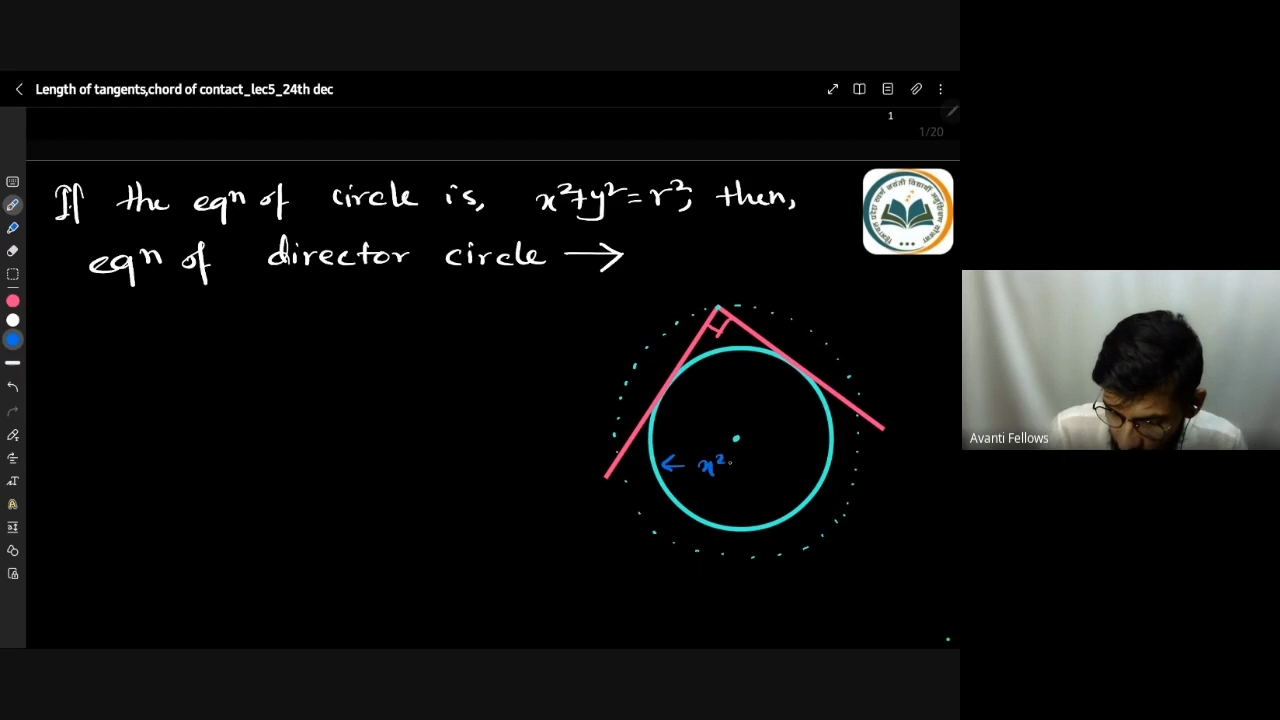 Length of tangents,chord of contact_lec5_24th dec
1
1/20
If the eqn of circle is, x²+y²=r², then,
eqn of director circle →
← x²
Avanti Fellows